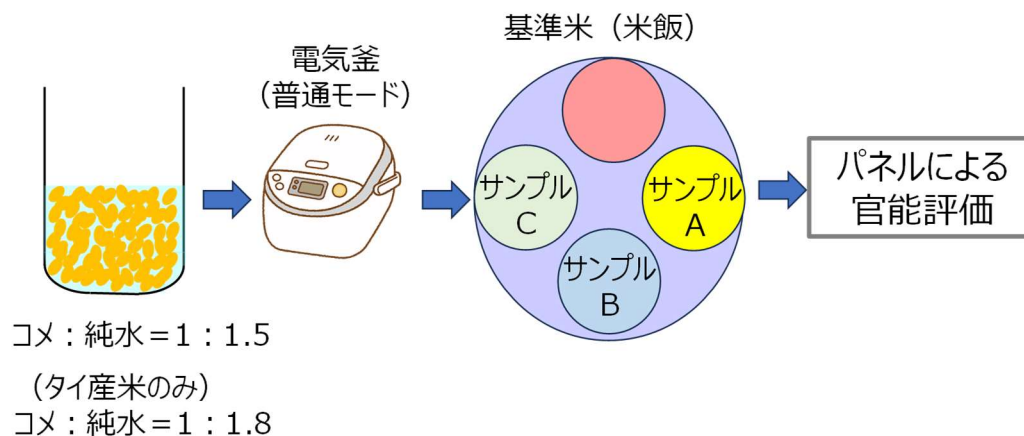 基準米（米飯）
電気釜
（普通モード）
サンプル
C
サンプル
A
サンプル
B
パネルによる
官能評価
コメ：純水＝1：1.5
（タイ産米のみ）
コメ：純水＝1：1.8